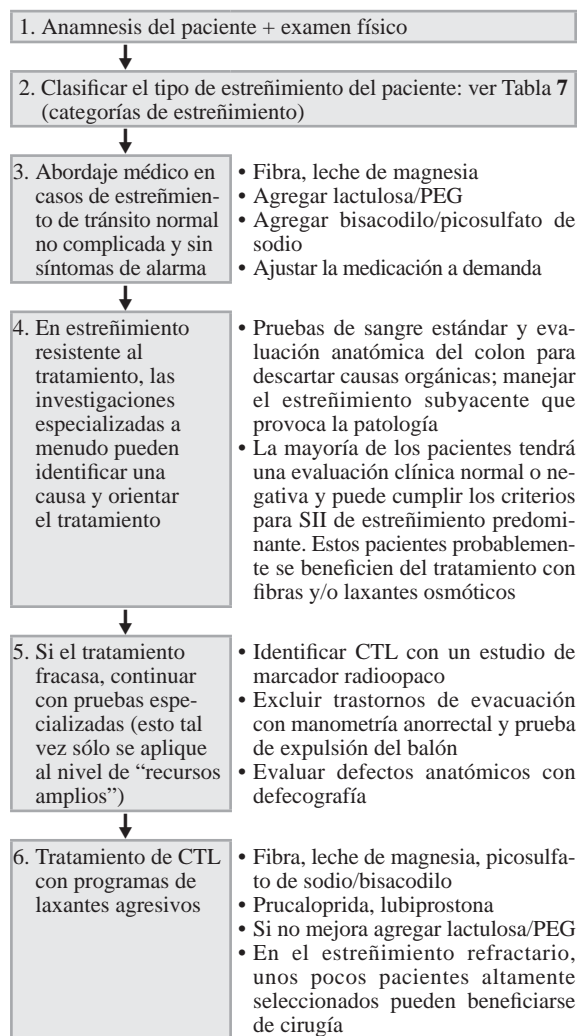 1. Anamnesis del paciente + examen físico
2. Clasificar el tipo de estreñimiento del paciente: ver Tabla 7
(categorías de estreñimiento)
3. Abordaje médico en
casos de estreñmien-
to de tránsito normal
no complicada y sin
síntomas de alarma
• Fibra, leche de magnesia
• Agregar lactulosa/PEG
• Agregar bisacodilo/picosulfato de
sodio
• Ajustar la medicación a demanda
4. En estreñimiento
resistente al
tratamiento, las
investigaciones
especializadas a
menudo pueden
identificar una
causa y orientar
el tratamiento
• Pruebas de sangre estándar y eva-
luación anatómica del colon para
descartar causas orgánicas; manejar
el estreñimiento subyacente que
provoca la patología
• La mayoría de los pacientes tendrá
una evaluación clínica normal o ne-
gativa y puede cumplir los criterios
para SII de estreñimiento predomi-
nante. Estos pacientes probablemen-
te se beneficien del tratamiento con
fibras y/o laxantes osmóticos
5. Si el tratamiento
fracasa, continuar
con pruebas espe-
cializadas (esto tal
vez sólo se aplique
al nivel de “recursos
amplios”)
• Identificar CTL con un estudio de
marcador radioopaco
• Excluir trastornos de evacuación
con manometría anorrectal y prueba
de expulsión del balón
• Evaluar defectos anatómicos con
defecografía
6. Tratamiento de CTL
con programas de
laxantes agresivos
• Fibra, leche de magnesia, picosulfa-
to de sodio/bisacodilo
• Prucaloprida, lubiprostona
• Si no mejora agregar lactulosa/PEG
• En el estreñimiento refractario,
unos pocos pacientes altamente
seleccionados pueden beneficiarse
de cirugía